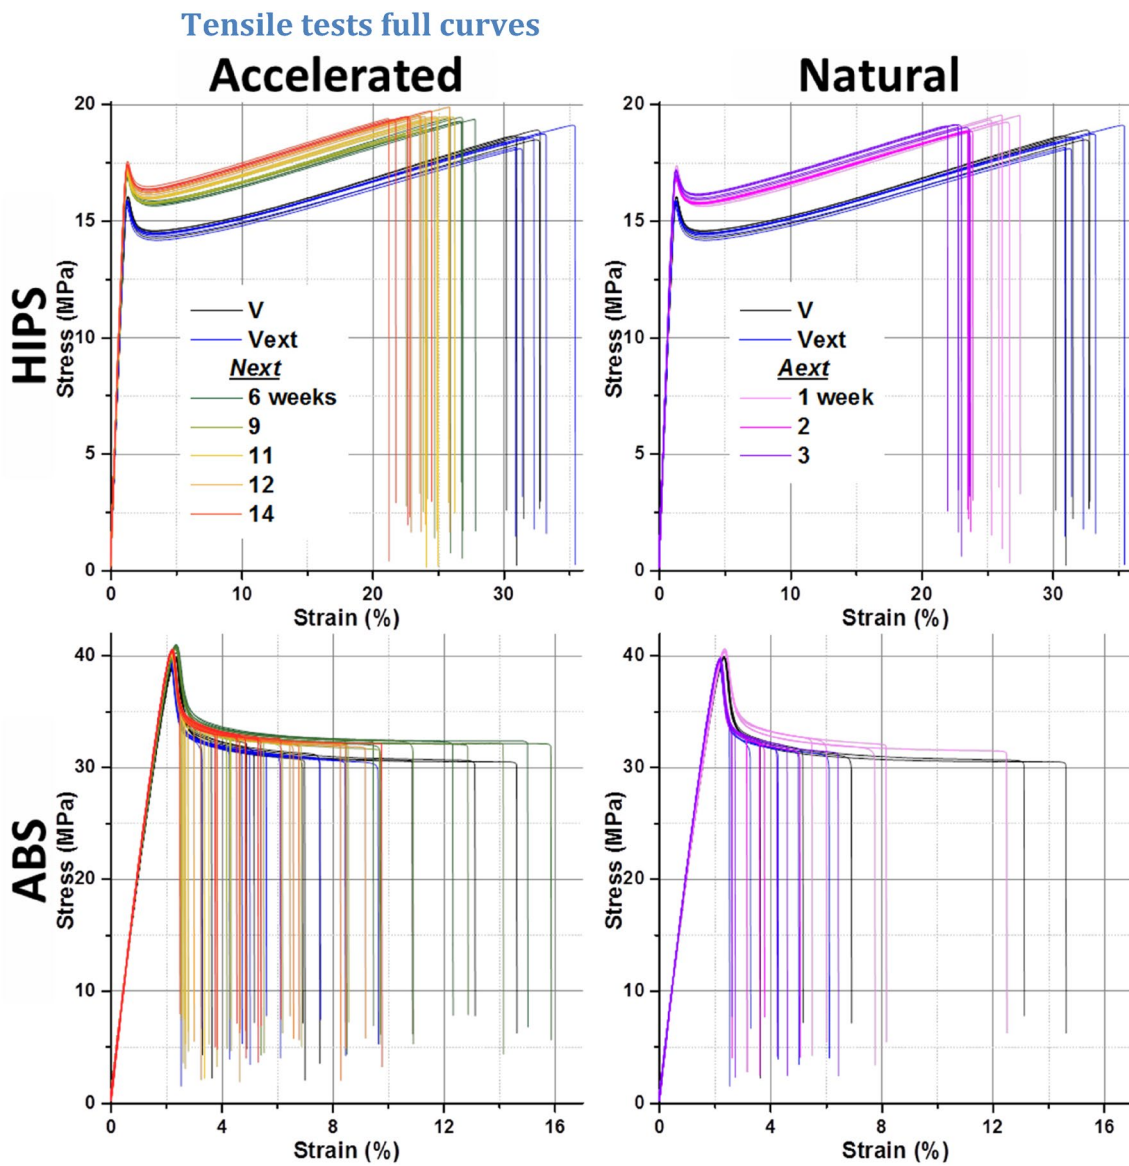 Tensile tests full curves
Accelerated
Natural
HIPS
Stress (MPa)
20
15
10
5
0
V
Vext
Next
6 weeks
9
11
12
14
0
10
20
30
Strain (%)
Stress (MPa)
20
15
10
5
0
V
Vext
Aext
1 week
2
3
0
10
20
30
Strain (%)
ABS
Stress (MPa)
40
30
20
10
0
0
4
8
12
16
Strain (%)
Stress (MPa)
40
30
20
10
0
0
4
8
12
16
Strain (%)